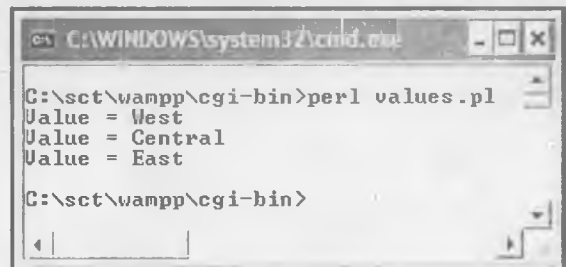 C:\WINDOWS\system32\cmd.exe
C:\sct\wampp\cgi-bin>perl values.pl
Value = West
Value = Central
Value = East
C:\sct\wampp\cgi-bin>